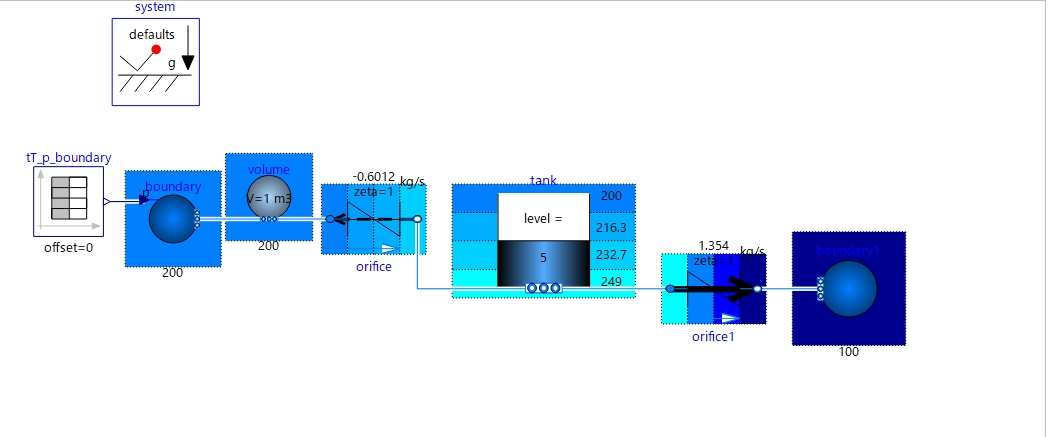 system
defaults
g
tT_p_boundary
offset=0
boundary
p
200
volume
V=1 m3
200
-0.6012
kg/s
zeta=1
orifice
tank
level =
5
200
216.3
232.7
249
1.354
kg/s
zeta=1
orifice1
boundary1
100